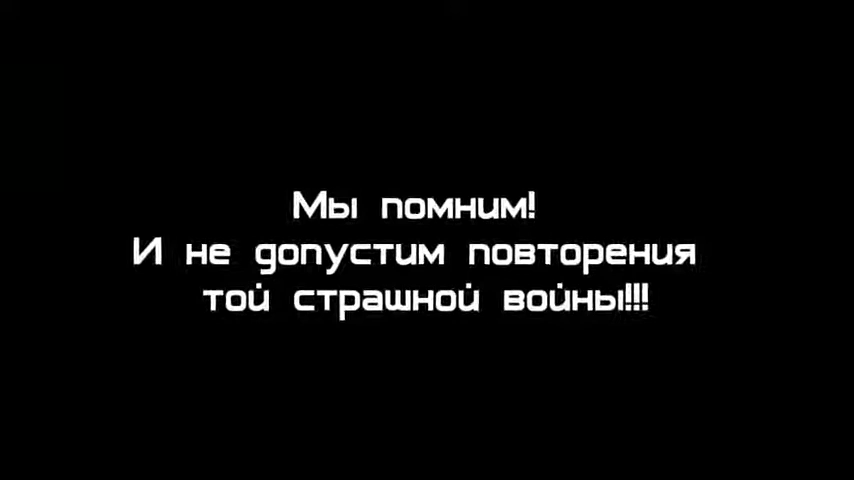 Мы помним!
И не допустим повторения
той страшной войны!!!